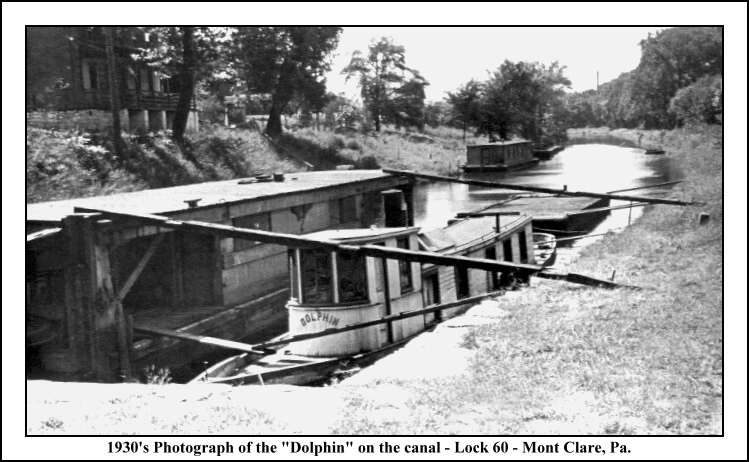 DOLPHIN
1930's Photograph of the "Dolphin" on the canal - Lock 60 - Mont Clare, Pa.